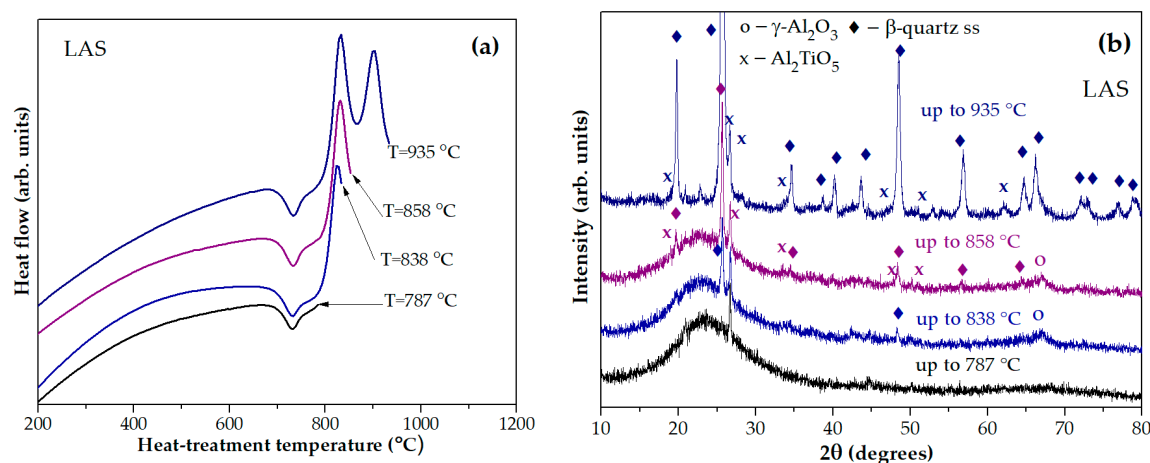 LAS
(a)
T=935 °C
T=858 °C
T=838 °C
T=787 °C
Heat flow (arb. units)
200
400
600
800
1000
1200
Heat-treatment temperature (°C)
o – γ-Al₂O₃ ◆ – β-quartz ss
x – Al₂TiO₅
(b)
LAS
up to 935 °C
x
x
x
x
x
x
x
up to 858 °C
x
x
x
x
x
o
up to 838 °C
o
up to 787 °C
Intensity (arb. units)
10
20
30
40
50
60
70
80
2θ (degrees)